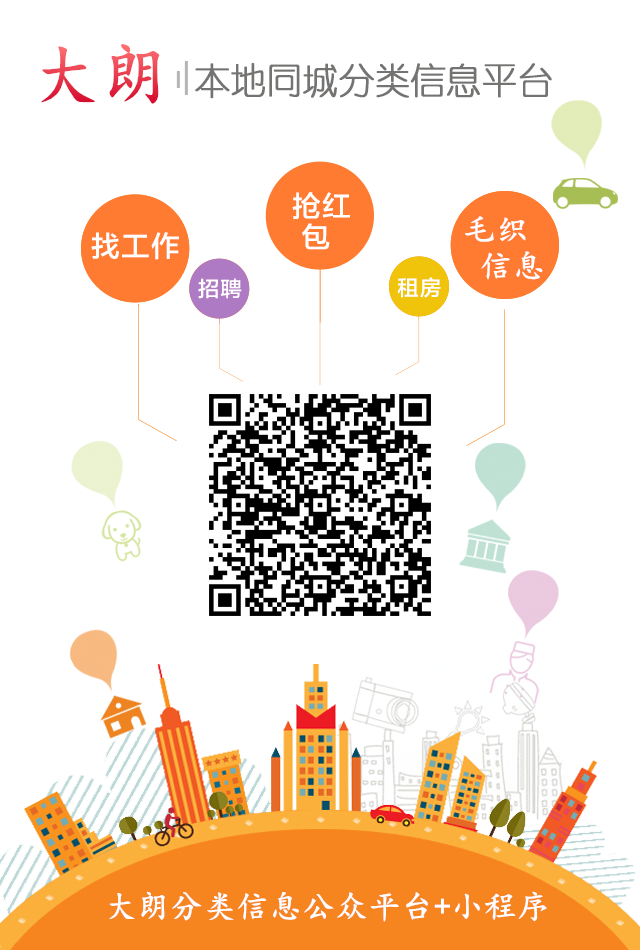 大朗 本地同城分类信息平台
抢红
包
找工作
毛织
信息
招聘
租房
大朗分类信息公众平台+小程序